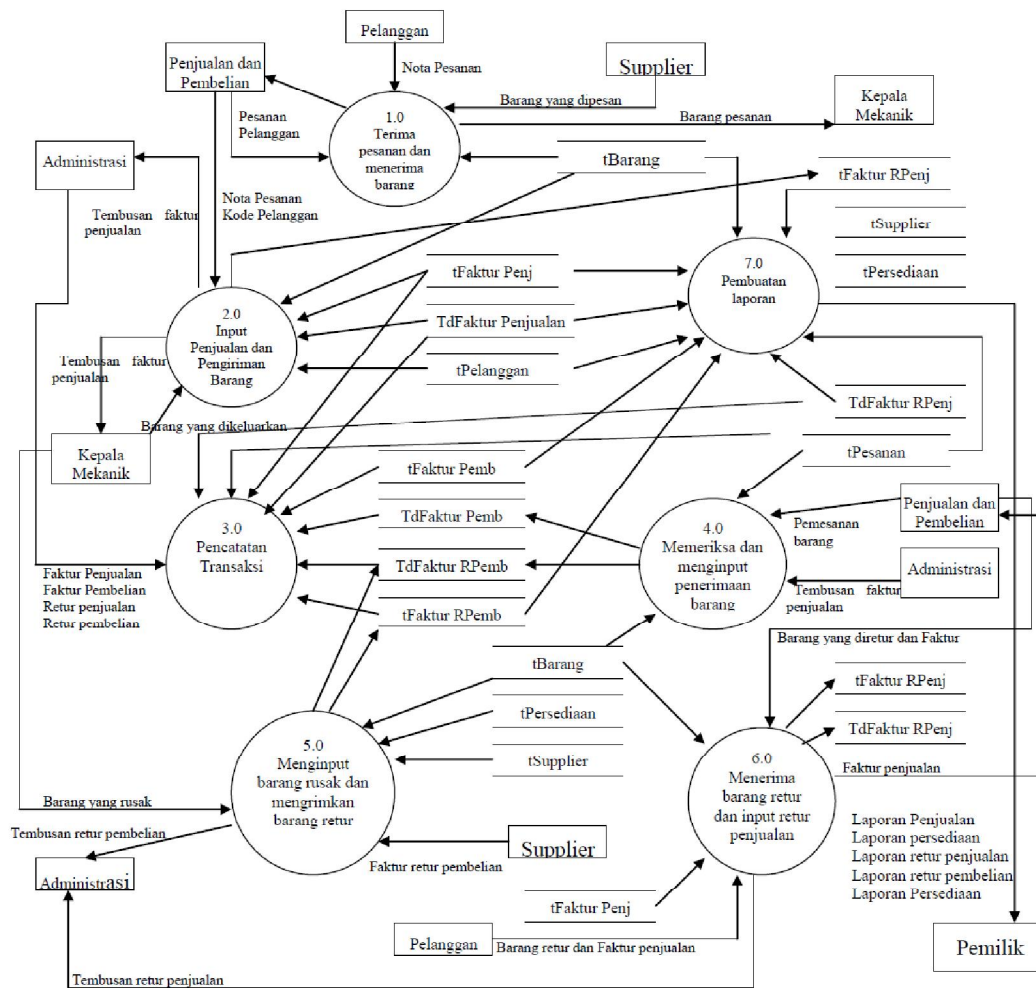 Pelanggan
Penjualan dan
Pembelian
Nota Pesanan
Supplier
Barang yang dipesan
Kepala
Mekanik
Pesanan
Pelanggan
1.0
Terima
pesanan dan
menerima
barang
Barang pesanan
Administrasi
tBarang
tFaktur RPenj
Tembusan faktur
penjualan
Nota Pesanan
Kode Pelanggan
tSupplier
7.0
Pembuatan
laporan
tFaktur Penj
tPersediaan
2.0
Input
Penjualan dan
Pengiriman
Barang
TdFaktur Penjualan
Tembusan faktur
penjualan
tPelanggan
TdFaktur RPenj
Barang yang dikeluarkan
Kepala
Mekanik
tPesanan
tFaktur Pemb
3.0
Pencatatan
Transaksi
TdFaktur Pemb
4.0
Memeriksa dan
menginput
penerimaan
barang
Penjualan dan
Pembelian
Pemesanan
barang
TdFaktur RPemb
Administrasi
Faktur Penjualan
Faktur Pembelian
Retur penjualan
Retur pembelian
Tembusan faktur
penjualan
tFaktur RPemb
Barang yang diretur dan Faktur
tBarang
tFaktur RPenj
tPersediaan
TdFaktur RPenj
5.0
Menginput
barang rusak dan
mengrimkan
barang retur
tSupplier
6.0
Menerima
barang retur
dan input retur
penjualan
Faktur penjualan
Barang yang rusak
Tembusan retur pembelian
Laporan Penjualan
Laporan persediaan
Laporan retur penjualan
Laporan retur pembelian
Laporan Persediaan
Supplier
Faktur retur pembelian
Administrasi
tFaktur Penj
Pelanggan
Barang retur dan Faktur penjualan
Pemilik
Tembusan retur penjualan